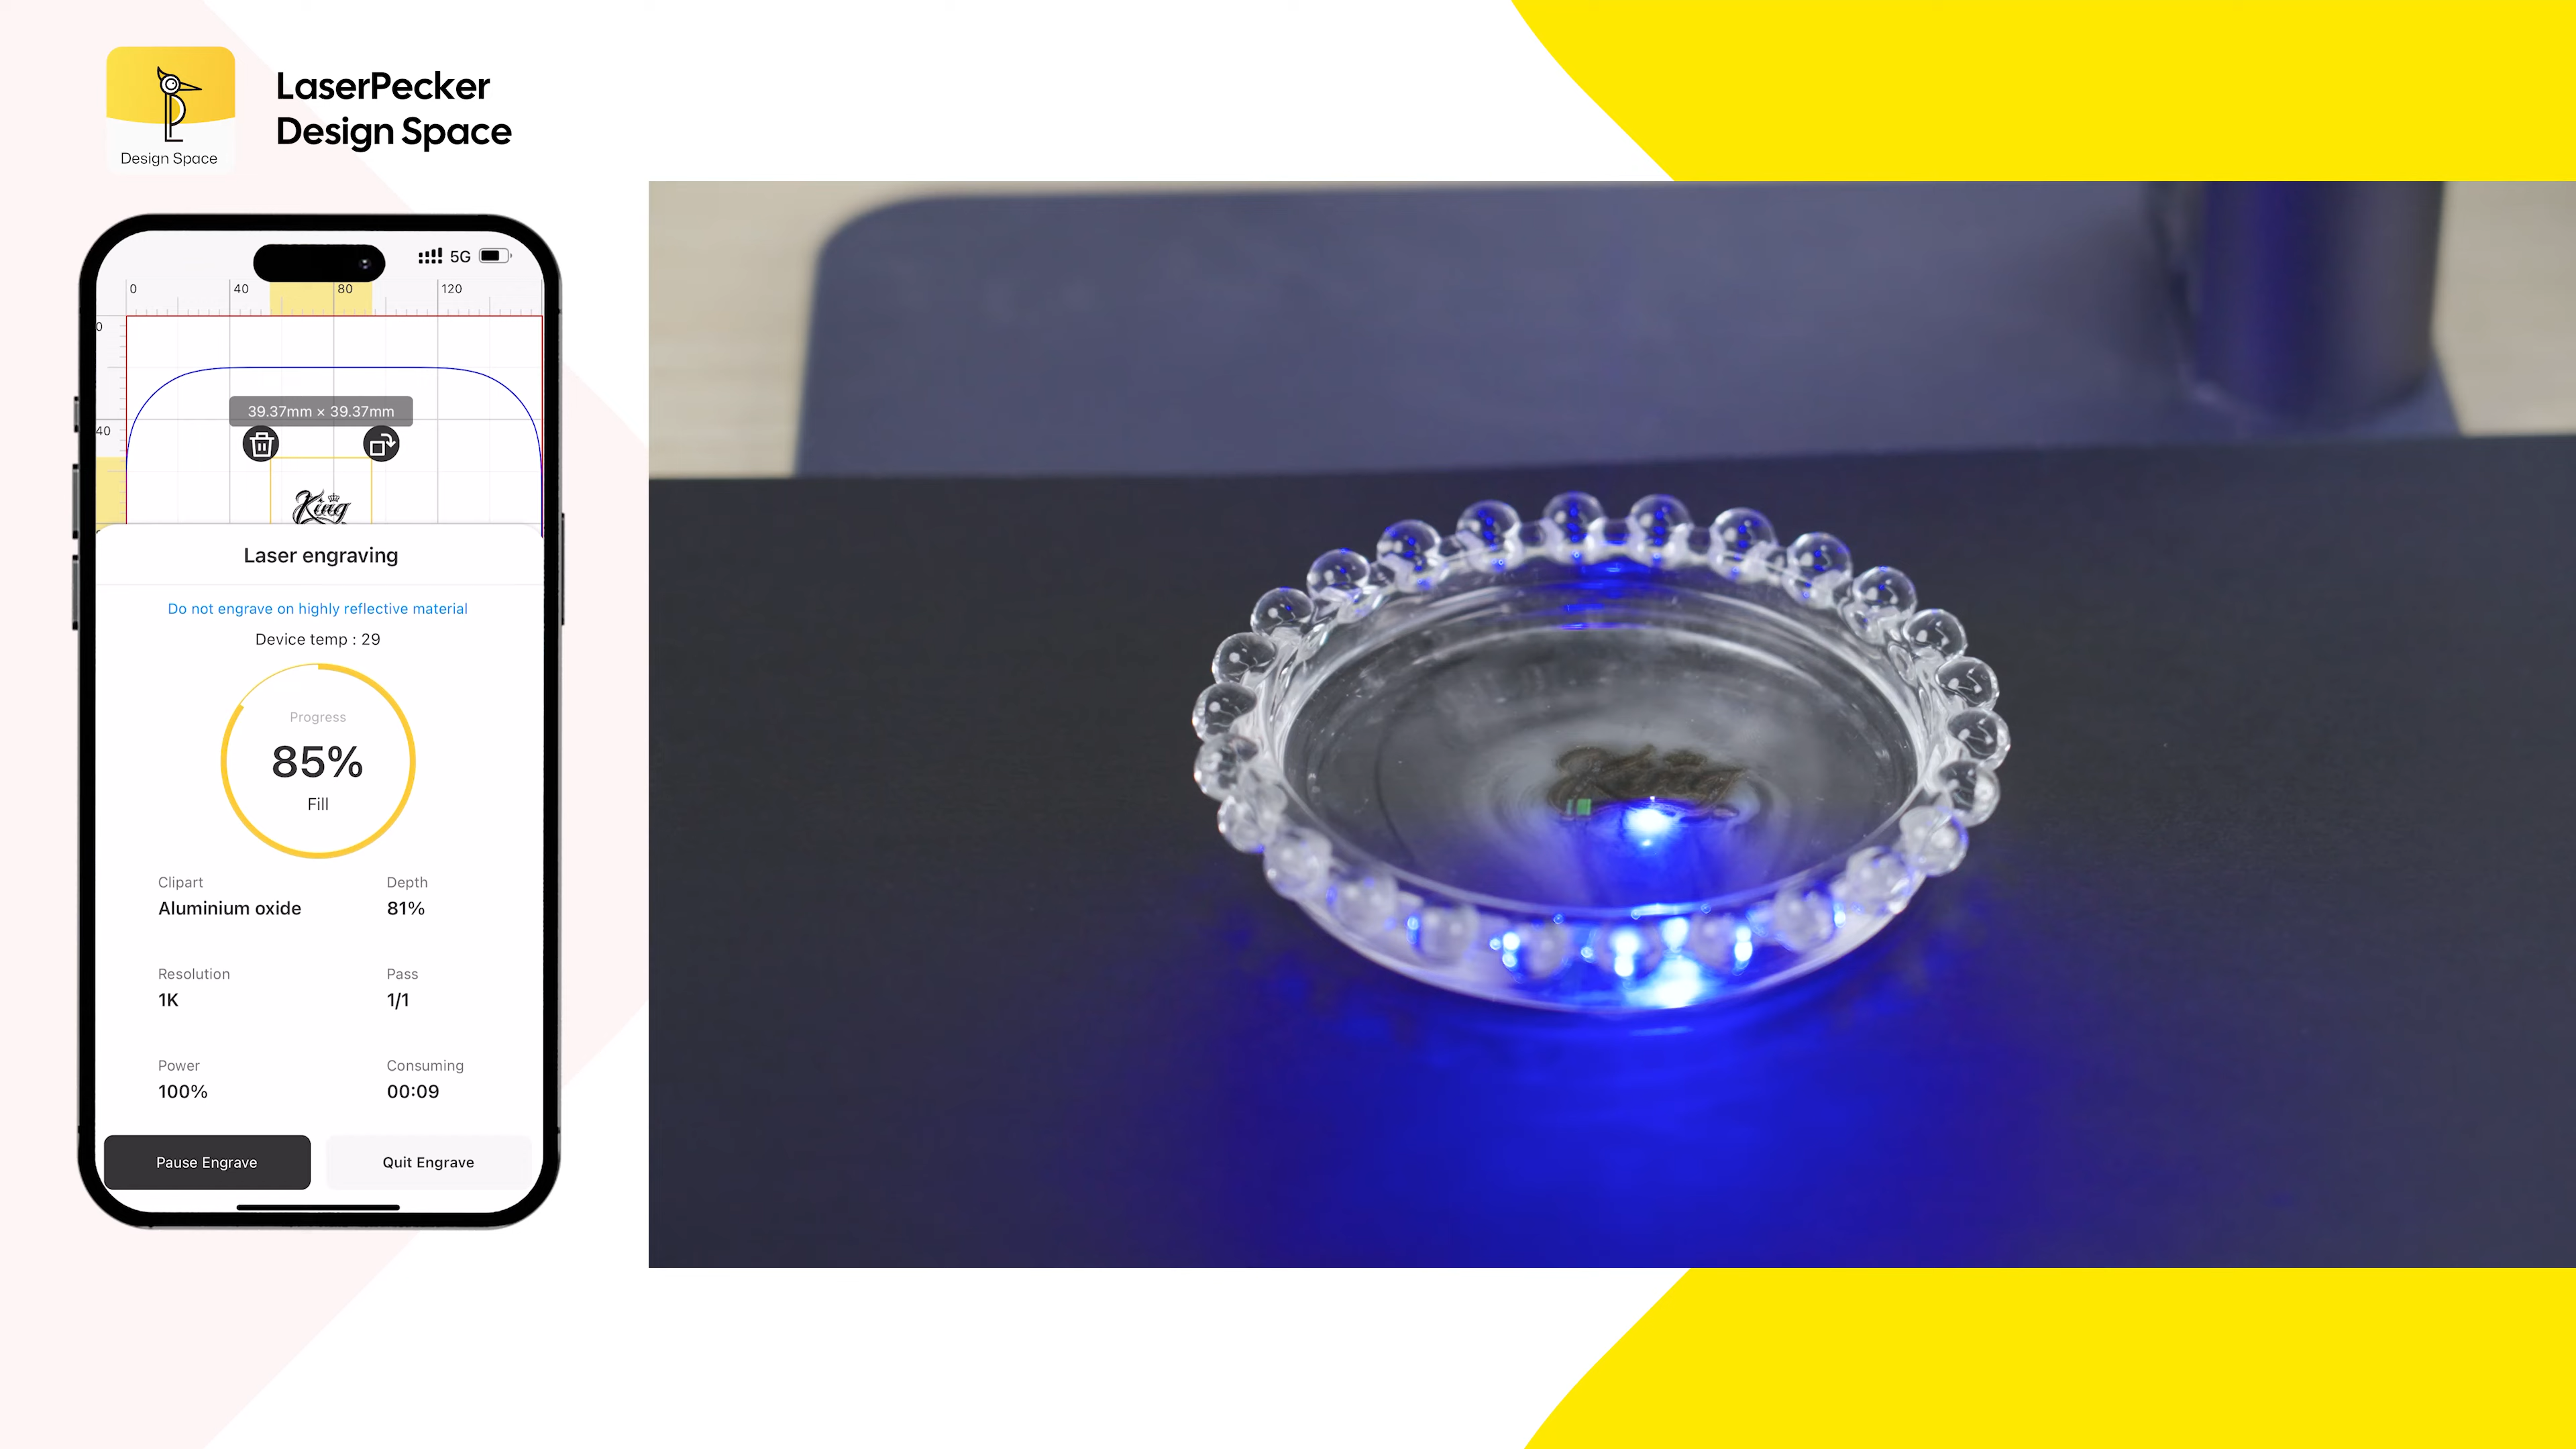 LaserPecker
Design Space
Design Space
5G
0
40
80
120
0
40
39.37mm × 39.37mm
King
Laser engraving
Do not engrave on highly reflective material
Device temp : 29
Progress
85%
Fill
Clipart
Aluminium oxide
Depth
81%
Resolution
1K
Pass
1/1
Power
100%
Consuming
00:09
Pause Engrave
Quit Engrave